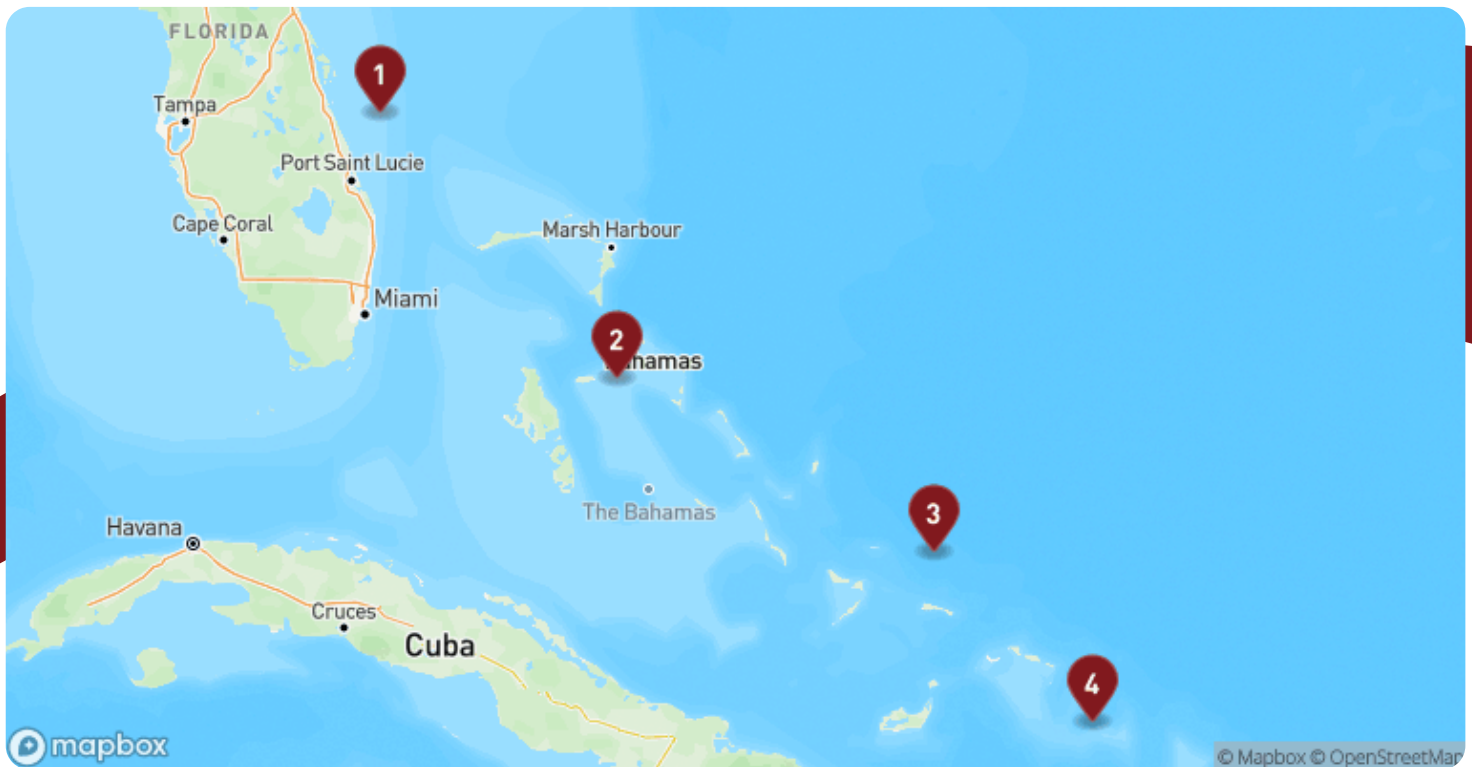 FLORIDA
1
Tampa
Port Saint Lucie
Cape Coral
Marsh Harbour
Miami
2
hamas
The Bahamas
3
Havana
Cruces
Cuba
4
mapbox
© Mapbox © OpenStreetMap